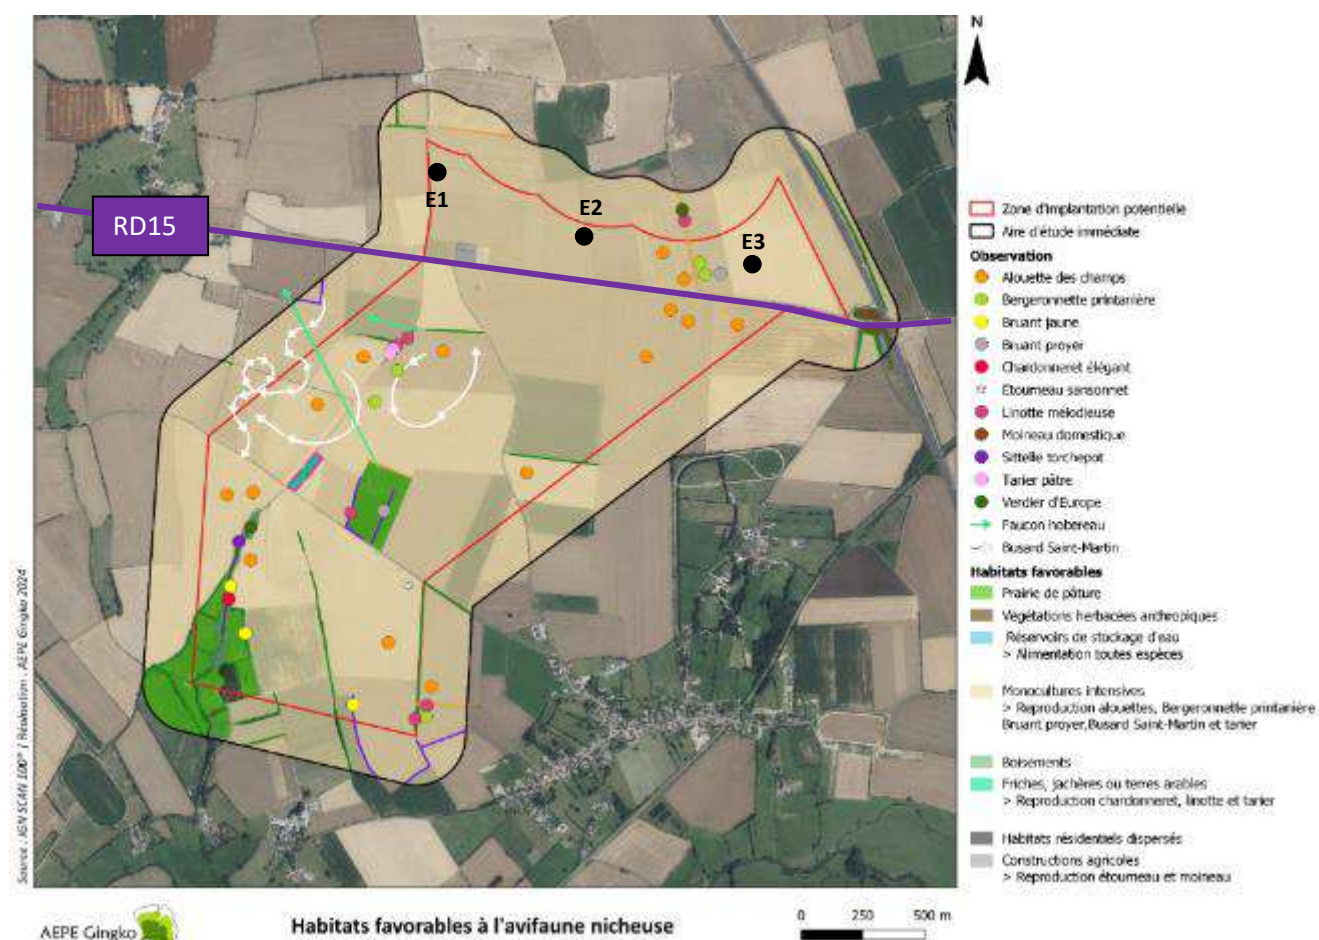 N
E1
E2
E3
RD15
Zone d'implantation potentielle
Aire d'étude immédiate
Observation
Alouette des champs
Bergeronnette printanière
Bruant jaune
Bruant proyer
Chardonneret élégant
Etourneau sansonnet
Linotte mélodieuse
Moineau domestique
Sittelle torchepot
Tarier pâtre
Verdier d'Europe
Faucon hobereau
Busard Saint-Martin
Habitats favorables
Prairie de pâture
Végétations herbacées anthropiques
Réservoirs de stockage d'eau
> Alimentation toutes espèces
Monocultures intensives
> Reproduction alouettes, Bergeronnette printanière
Bruant proyer,Busard Saint-Martin et tarier
Boisements
Friches, jachères ou terres arables
> Reproduction chardonneret, linotte et tarier
Habitats résidentiels dispersés
Constructions agricoles
> Reproduction étourneau et moineau
Source : IGN SCAN 100® / Réalisation : AEPE Gingko 2024
AEPE Gingko
Habitats favorables à l'avifaune nicheuse
0 250 500 m